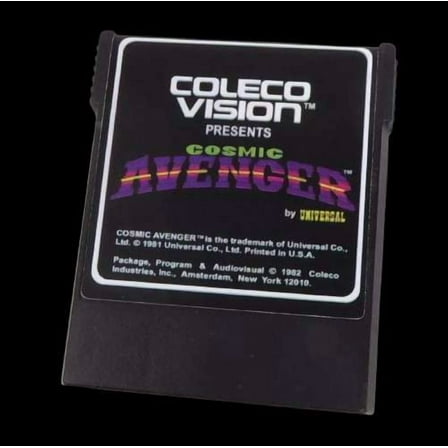 COLECO
VISION™
PRESENTS
COSMIC
AVENGER™
by UNIVERSAL
COSMIC AVENGER™ is the trademark of Universal Co.,
Ltd. © 1981 Universal Co., Ltd. Printed in U.S.A.
Package, Program & Audiovisual © 1982 Coleco
Industries, Inc., Amsterdam, New York 12010.